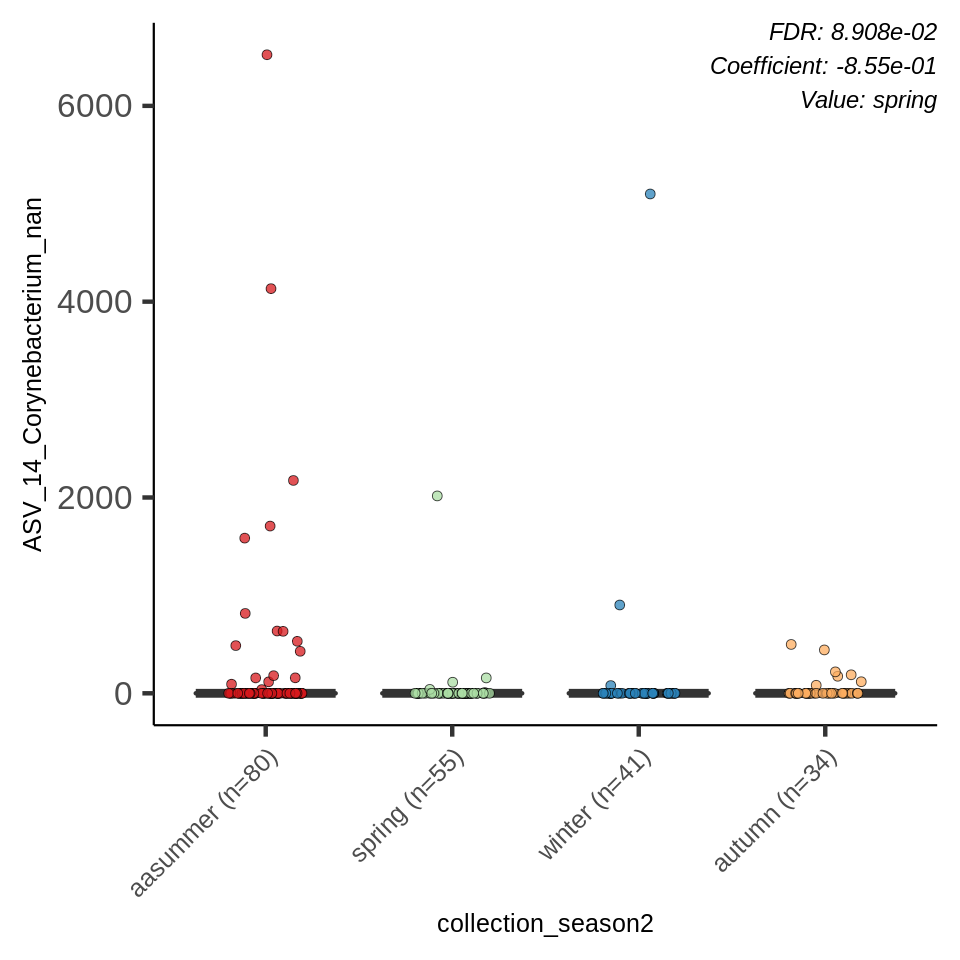 FDR: 8.908e-02
Coefficient: -8.55e-01
Value: spring
ASV_14_Corynebacterium_nan
6000
4000
2000
0
aasummer (n=80)
spring (n=55)
winter (n=41)
autumn (n=34)
collection_season2